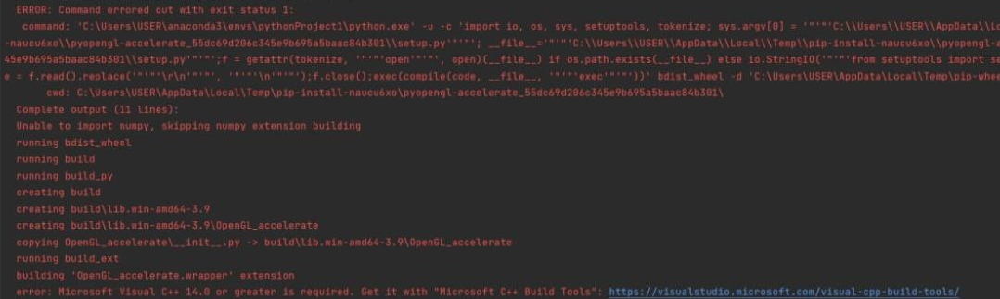 ERROR: Command errored out with exit status 1:
command: 'C:\Users\USER\anaconda3\envs\pythonProject1\python.exe' -u -c 'import io, os, sys, setuptools, tokenize; sys.argv[0] = '"'"'C:\\Users\\USER\\AppData\\Lo
-naucu6xo\\pyopengl-accelerate_55dc69d206c345e9b695a5baac84b301\\setup.py'"'"'; __file__='"'"'C:\\Users\\USER\\AppData\\Local\\Temp\\pip-install-naucu6xo\\pyopengl-a
45e9b695a5baac84b301\\setup.py'"'"';f = getattr(tokenize, '"'"'open'"'"', open)(__file__) if os.path.exists(__file__) else io.StringIO('"'"'from setuptools import se
e = f.read().replace('"'"'\r\n'"'"', '"'"'\n'"'"');f.close();exec(compile(code, __file__, '"'"'exec'"'"'))' bdist_wheel -d 'C:\Users\USER\AppData\Local\Temp\pip-whee
cwd: C:\Users\USER\AppData\Local\Temp\pip-install-naucu6xo\pyopengl-accelerate_55dc69d206c345e9b695a5baac84b301\
Complete output (11 lines):
Unable to import numpy, skipping numpy extension building
running bdist_wheel
running build
running build_py
creating build
creating build\lib.win-amd64-3.9
creating build\lib.win-amd64-3.9\OpenGL_accelerate
copying OpenGL_accelerate\__init__.py -> build\lib.win-amd64-3.9\OpenGL_accelerate
running build_ext
building 'OpenGL_accelerate.wrapper' extension
error: Microsoft Visual C++ 14.0 or greater is required. Get it with "Microsoft C++ Build Tools": https://visualstudio.microsoft.com/visual-cpp-build-tools/